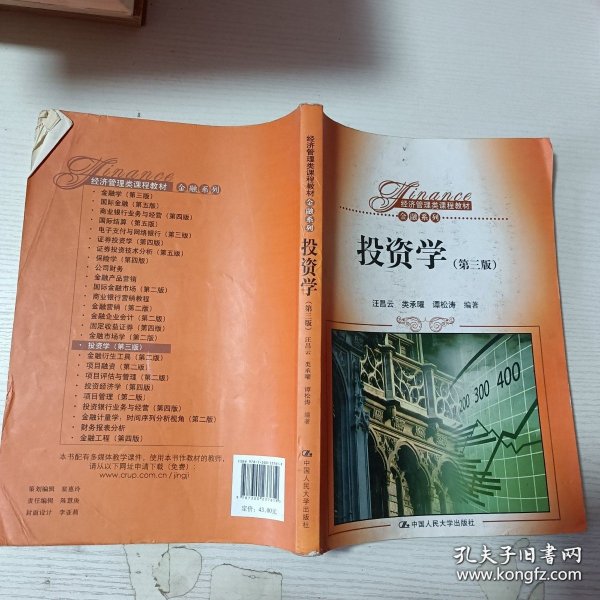 Finance
经济管理类课程教材
金融系列
· 金融学（第三版）
· 国际金融（第五版）
· 商业银行业务与经营（第四版）
· 国际结算（第五版）
· 电子支付与网络银行（第三版）
· 证券投资学（第四版）
· 证券投资技术分析（第五版）
· 保险学（第四版）
· 公司财务
· 金融产品营销
· 国际金融市场（第二版）
· 商业银行营销教程
· 金融营销（第二版）
· 金融企业会计（第二版）
· 固定收益证券（第四版）
· 金融市场学（第二版）
· 投资学（第三版）
· 金融衍生工具（第二版）
· 项目融资（第二版）
· 项目评估与管理（第二版）
· 投资经济学（第四版）
· 项目管理（第二版）
· 投资银行业务与经营（第四版）
· 金融计量学：时间序列分析视角（第二版）
· 财务报表分析
· 金融工程（第四版）
本书配有多媒体教学课件，使用本书作教材的教师，
请从以下网址申请下载（免费）：
www.crup.com.cn/jingji
责任编辑 陈慧庚
封面设计 李亚莉
定价：45.00元
经济管理类课程教材 金融系列
投资学
（第三版）
汪昌云 类承曜 谭松涛 编著
中国人民大学出版社
Finance
经济管理类课程教材
金融系列
投资学（第三版）
汪昌云 类承曜 谭松涛 编著
200 300 400
中国人民大学出版社
孔夫子旧书网
www.kongfz.com